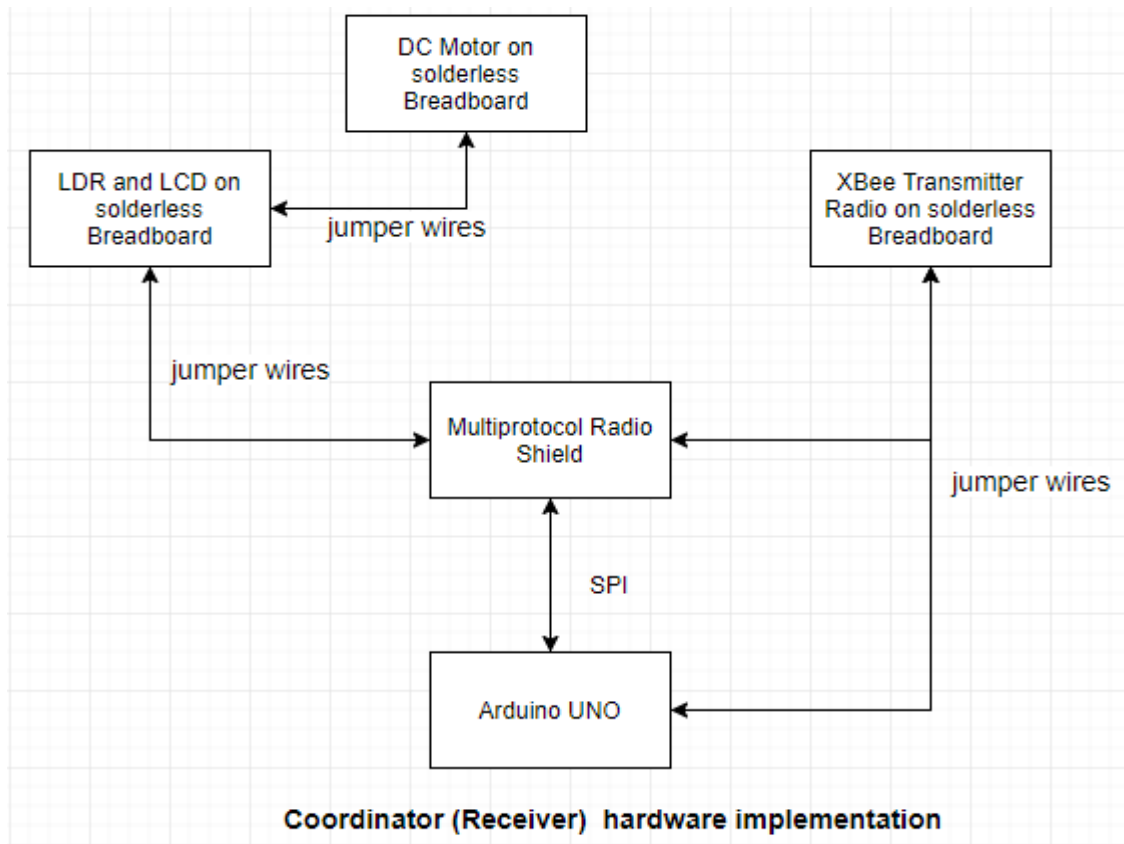 DC Motor on
solderless
Breadboard
LDR and LCD on
solderless
Breadboard
XBee Transmitter
Radio on solderless
Breadboard
jumper wires
jumper wires
Multiprotocol Radio
Shield
jumper wires
SPI
Arduino UNO
Coordinator (Receiver) hardware implementation